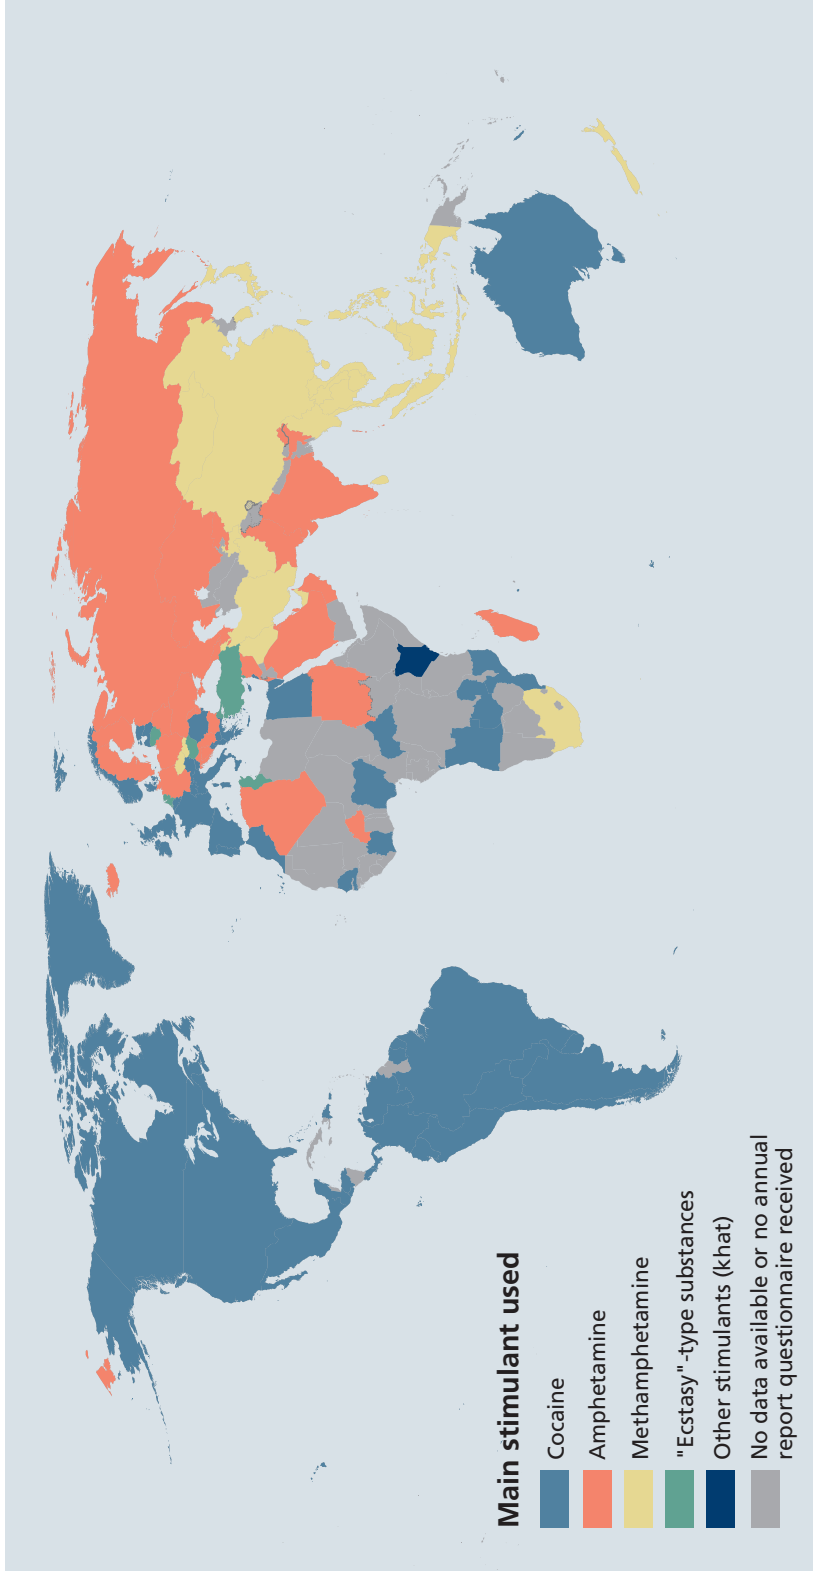 Main stimulant used
Cocaine
Amphetamine
Methamphetamine
"Ecstasy"-type substances
Other stimulants (khat)
No data available or no annual
report questionnaire received